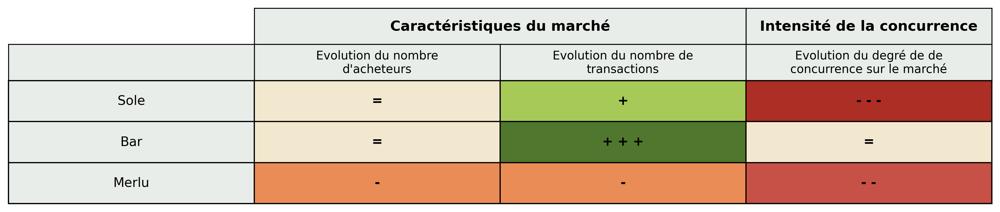 Caractéristiques du marché
Intensité de la concurrence
Evolution du nombre
d'acheteurs
Evolution du nombre de
transactions
Evolution du degré de de
concurrence sur le marché
Sole
=
+
- - -
Bar
=
+ + +
=
Merlu
-
-
- -